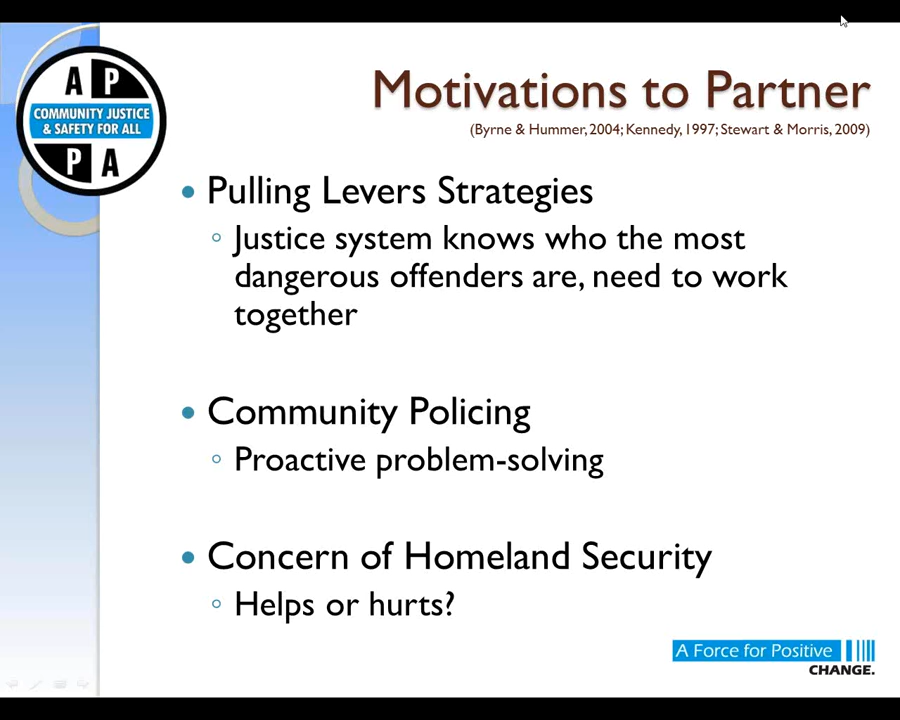 A P
COMMUNITY JUSTICE
& SAFETY FOR ALL
P A
Motivations to Partner
(Byrne & Hummer, 2004; Kennedy, 1997; Stewart & Morris, 2009)
Pulling Levers Strategies
Justice system knows who the most
dangerous offenders are, need to work
together
Community Policing
Proactive problem-solving
Concern of Homeland Security
Helps or hurts?
A Force for Positive
CHANGE.